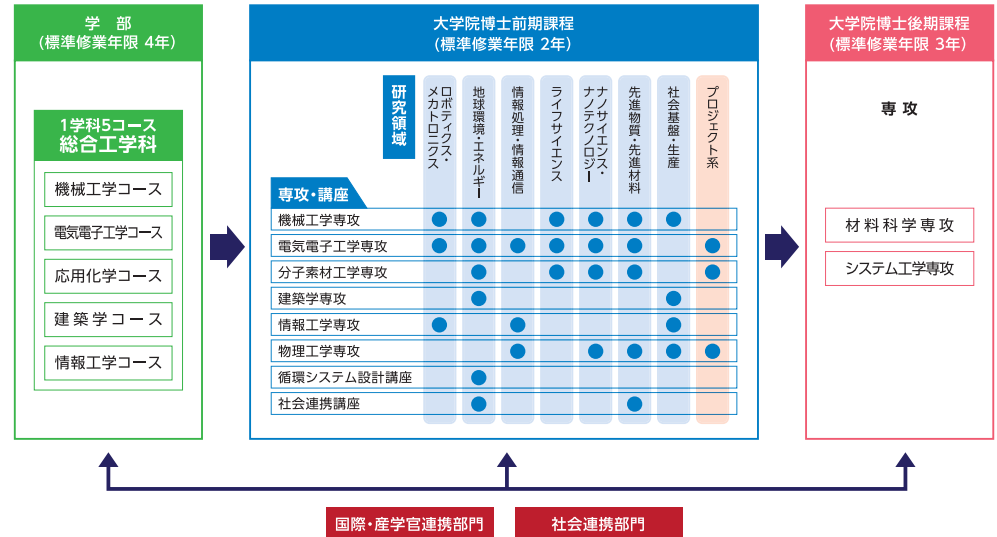 学 部
(標準修業年限 4年)
1学科5コース
総合工学科
機械工学コース
電気電子工学コース
応用化学コース
建築学コース
情報工学コース
大学院博士前期課程
(標準修業年限 2年)
研究領域
ロボティクス・
メカトロニクス
地球環境・エネルギー
情報処理・情報通信
ライフサイエンス
ナノサイエンス・
ナノテクノロジー
先進物質・先進材料
社会基盤・生産
プロジェクト系
専攻・講座
機械工学専攻
電気電子工学専攻
分子素材工学専攻
建築学専攻
情報工学専攻
物理工学専攻
循環システム設計講座
社会連携講座
大学院博士後期課程
(標準修業年限 3年)
専攻
材料科学専攻
システム工学専攻
国際・産学官連携部門
社会連携部門